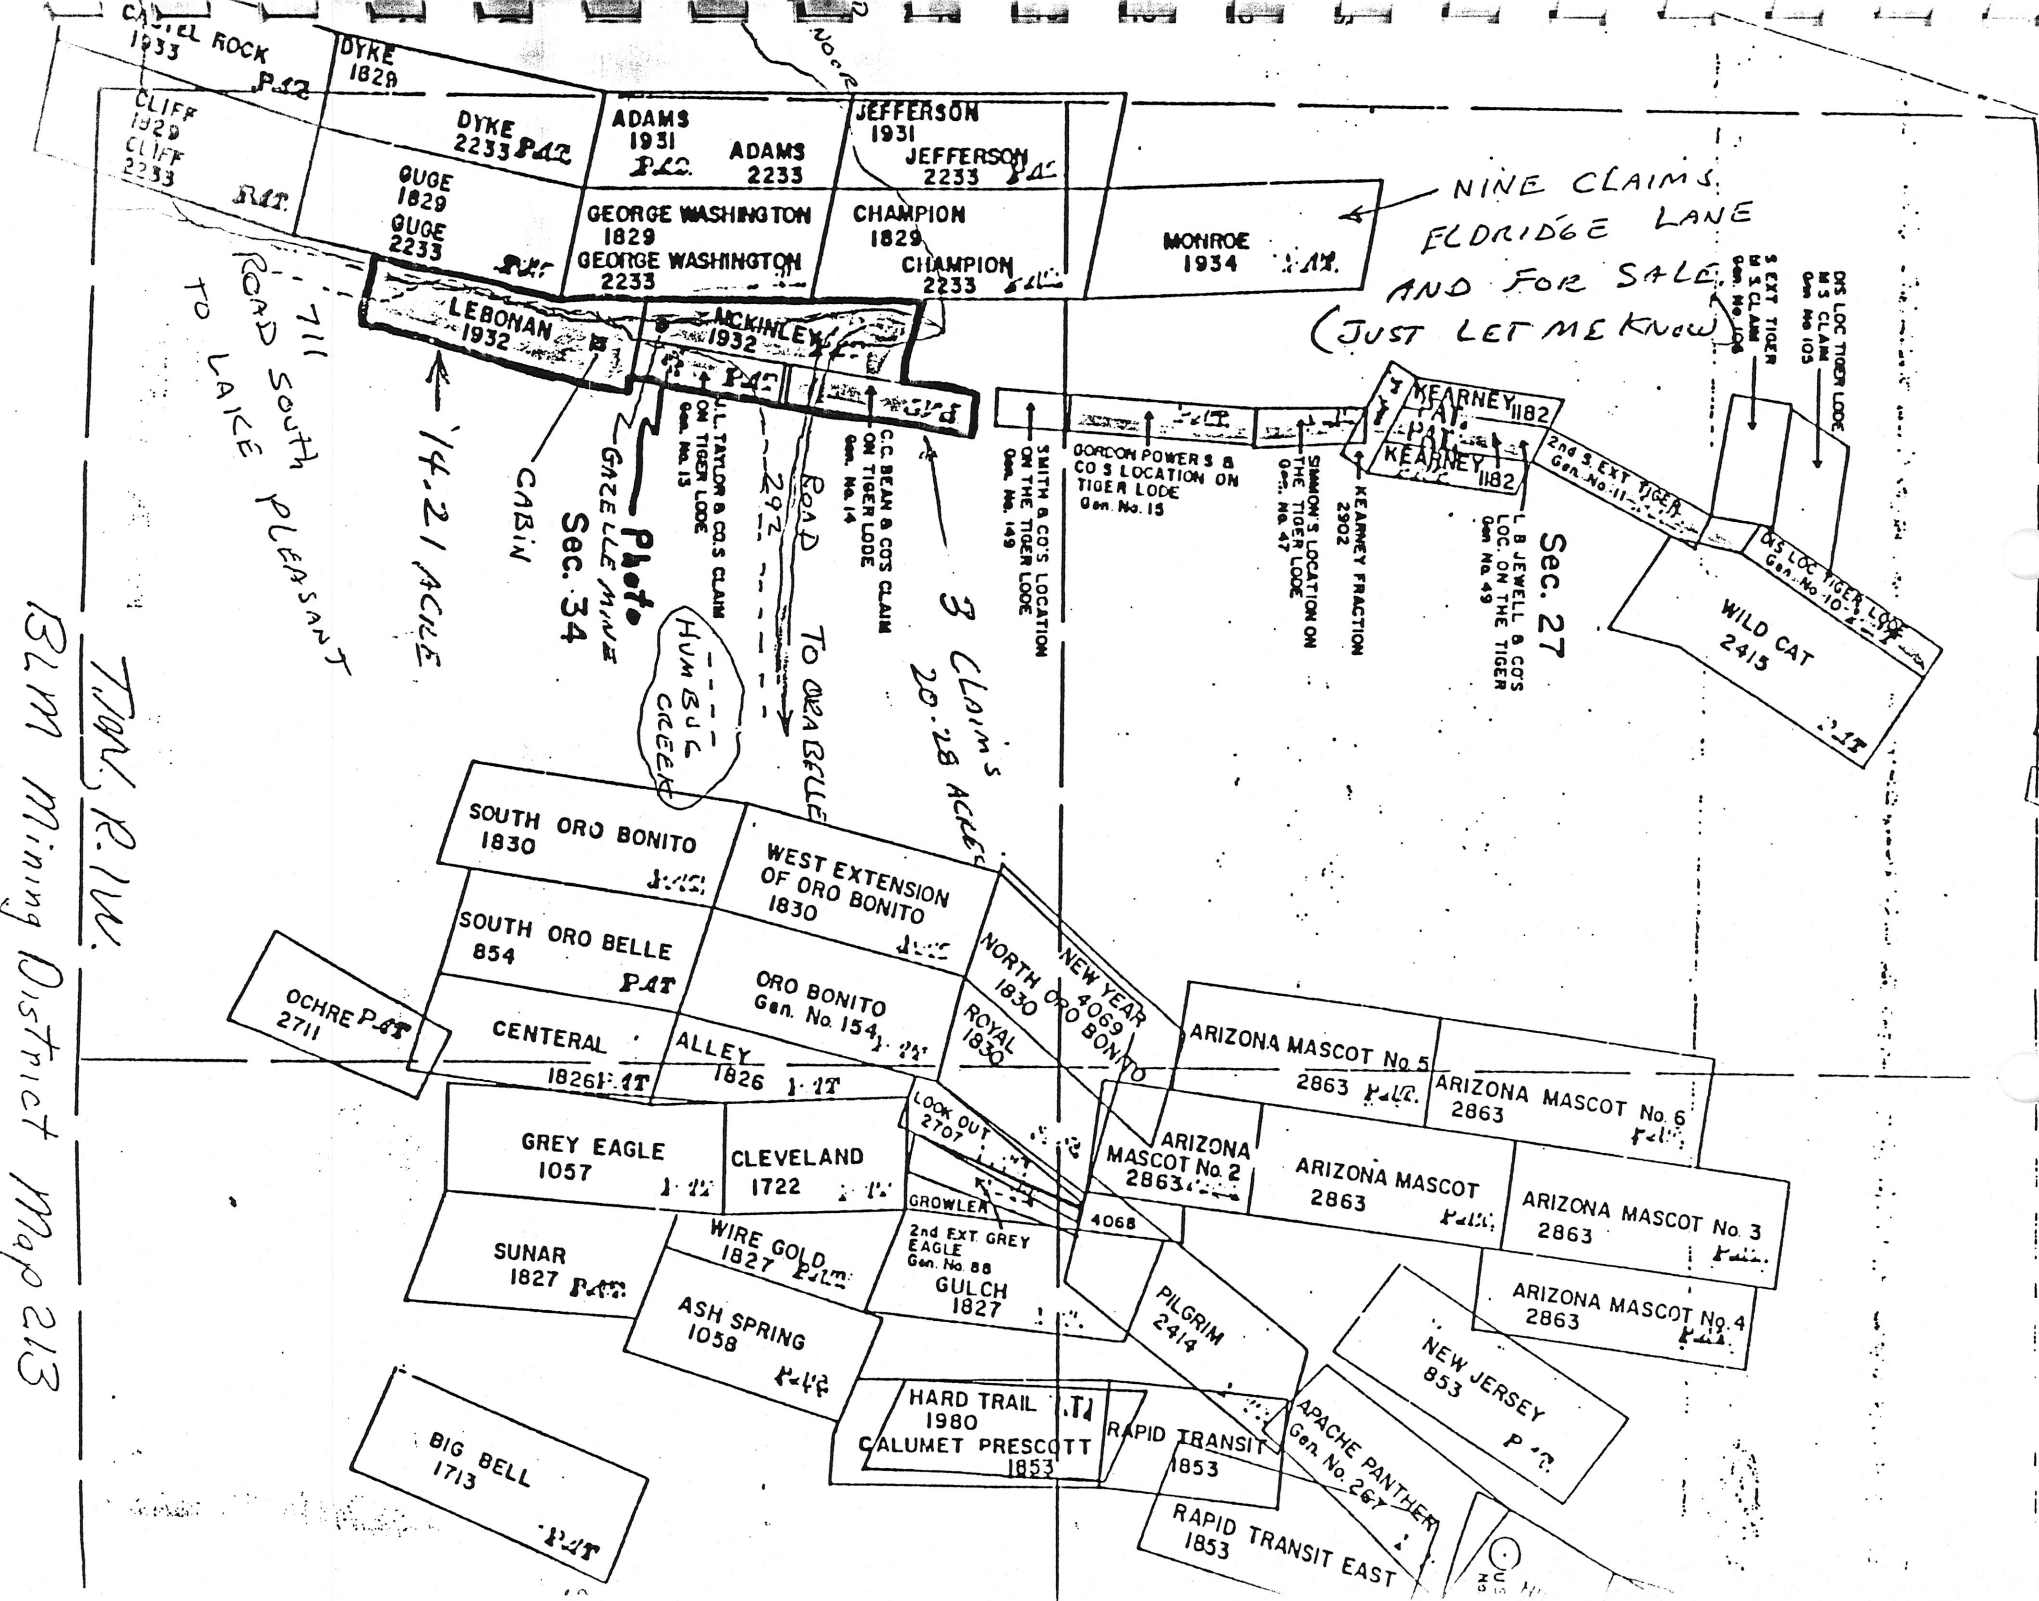 ROCK
1933
DYKE
1829
CLIFF
1929
CLIFF
2233
PAT.
DYKE
2233 PAT
ADAMS
1931
PAT.
ADAMS
2233
JEFFERSON
1931
JEFFERSON
2233
GUGE
1829
GUGE
2233
GEORGE WASHINGTON
1829
GEORGE WASHINGTON
2233
CHAMPION
1829
CHAMPION
2233
MONROE
1934
NINE CLAIMS
ELDRIDGE LANE
AND FOR SALE.
(JUST LET ME KNOW)
S EXT TIGER
M S CLAIM
Gen. No 106
DIS LOC TIGER LODE
M S CLAIM
Gen No 105
711
ROAD SOUTH
TO LAKE PLEASANT
LEBONAN
1932
MCKINLEY
1932
14.21 ACRE
CABIN
GAZELLE MINE
Photo
Sec. 34
J.L. TAYLOR & CO.S CLAIM
ON TIGER LODE
Gen. No. 13
292
ROAD TO ORABELLE
C.C. BEAN & CO'S CLAIM
ON TIGER LODE
Gen. No. 14
3 CLAIM'S
20.28 ACRES
HUMBUG
CREEK
SMITH & CO'S LOCATION
ON THE TIGER LODE
Gen. No. 149
GORDON POWERS &
CO S LOCATION ON
TIGER LODE
Gen. No. 15
SIMMON'S LOCATION ON
THE TIGER LODE
Gen. No. 47
KEARNEY FRACTION
2902
KEARNEY 1182
PAT.
PAT.
KEARNEY 1182
L B JEWELL & CO'S
LOC. ON THE TIGER
Gen No. 49
Sec. 27
2nd S. EXT TIGER
Gen. No. 11
DIS LOC TIGER LODE
Gen. No. 10
WILD CAT
2415
PAT
T.9N., R.1W.
BLM Mining District Map 213
SOUTH ORO BONITO
1830
WEST EXTENSION
OF ORO BONITO
1830
SOUTH ORO BELLE
854
PAT
ORO BONITO
Gen. No. 154
NORTH ORO BONITO
1830
NEW YEAR
4069
ROYAL
1830
OCHRE PAT
2711
CENTERAL
1826 PAT
ALLEY
1826 PAT
ARIZONA MASCOT No. 5
2863 PAT.
ARIZONA MASCOT No. 6
2863
LOOK OUT
2707
GREY EAGLE
1057
CLEVELAND
1722
ARIZONA
MASCOT No. 2
2863
ARIZONA MASCOT
2863
ARIZONA MASCOT No. 3
2863
GROWLER
4068
2nd EXT. GREY
EAGLE
Gen. No. 88
GULCH
1827
SUNAR
1827 PAT.
WIRE GOLD
1827
ASH SPRING
1058
PILGRIM
2414
ARIZONA MASCOT No. 4
2863
NEW JERSEY
853
PAT.
HARD TRAIL
1980
CALUMET PRESCOTT
1853
RAPID TRANSIT
1853
APACHE PANTHER
Gen. No. 267
RAPID TRANSIT EAST
1853
BIG BELL
1713
PAT